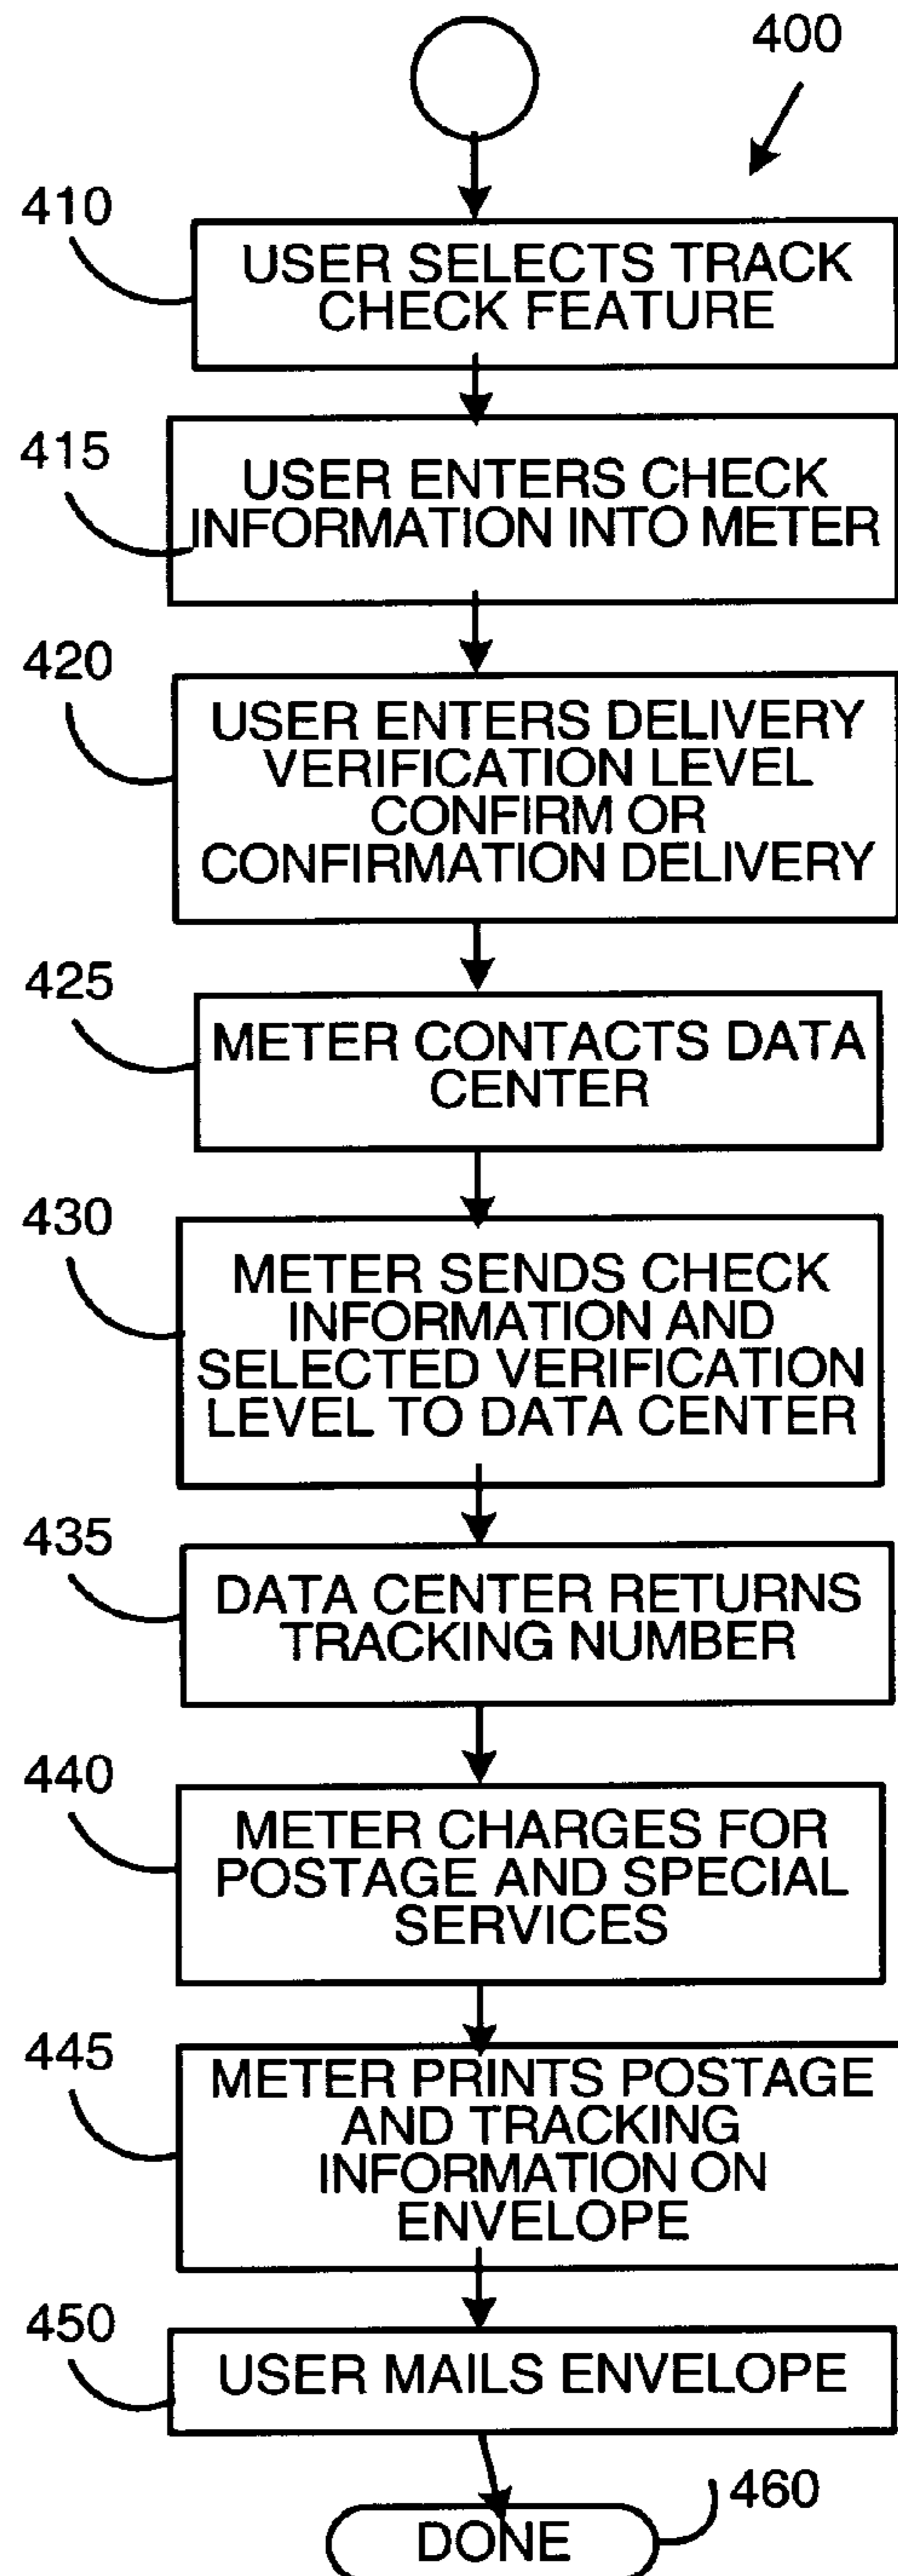 400
410
USER SELECTS TRACK
CHECK FEATURE
415
USER ENTERS CHECK
INFORMATION INTO METER
420
USER ENTERS DELIVERY
VERIFICATION LEVEL
CONFIRM OR
CONFIRMATION DELIVERY
425
METER CONTACTS DATA
CENTER
430
METER SENDS CHECK
INFORMATION AND
SELECTED VERIFICATION
LEVEL TO DATA CENTER
435
DATA CENTER RETURNS
TRACKING NUMBER
440
METER CHARGES FOR
POSTAGE AND SPECIAL
SERVICES
445
METER PRINTS POSTAGE
AND TRACKING
INFORMATION ON
ENVELOPE
450
USER MAILS ENVELOPE
460
DONE